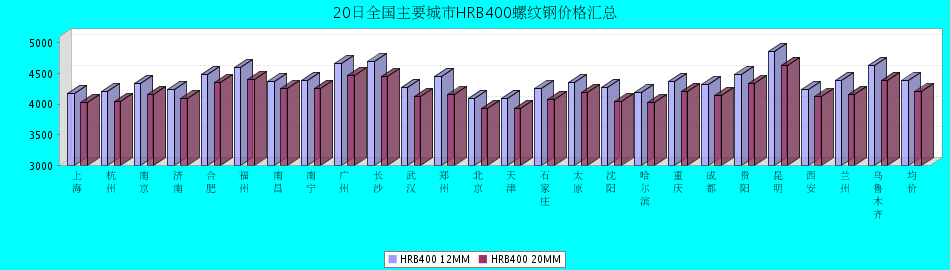 20日全国主要城市HRB400螺纹钢价格汇总
5000
4500
4000
3500
3000
上海 杭州 南京 济南 合肥 福州 南昌 南宁 广州 长沙 武汉 郑州 北京 天津 石家庄 太原 沈阳 哈尔滨 重庆 成都 贵阳 昆明 西安 兰州 乌鲁木齐 均价
HRB400 12MM HRB400 20MM